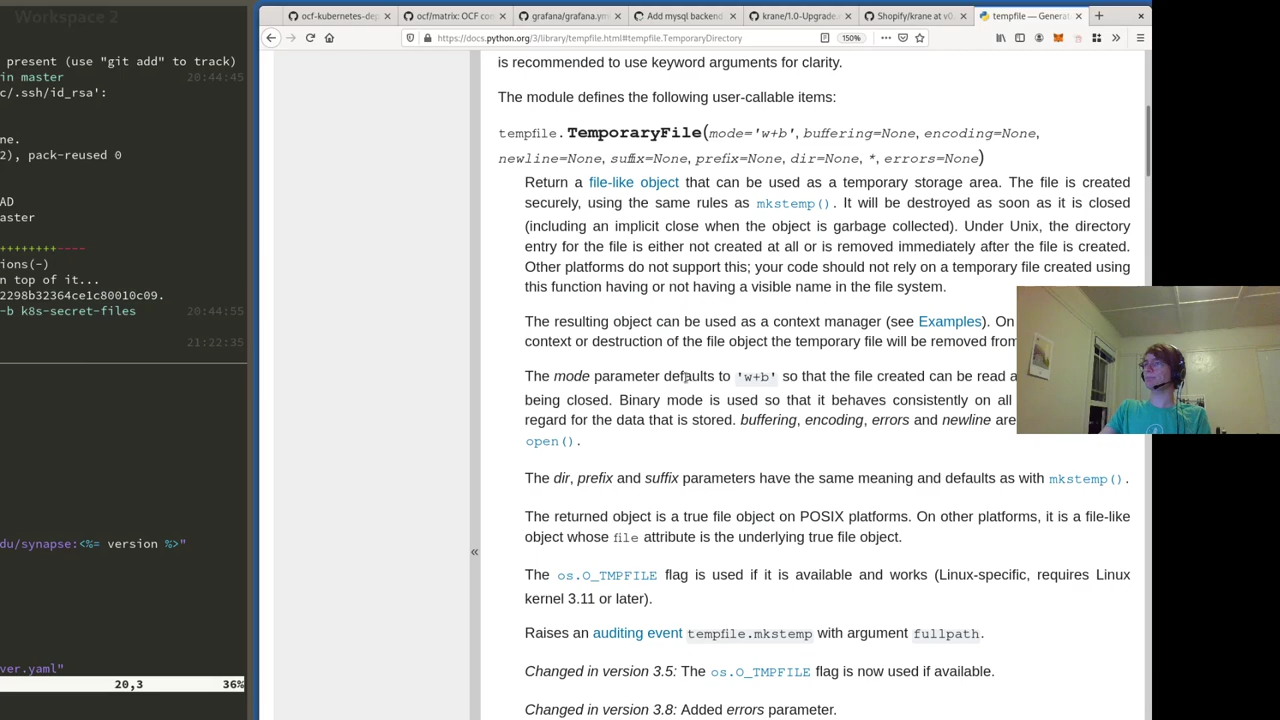 Workspace 2
present (use "git add" to track)
in master 20:44:45
c/.ssh/id_rsa':
ne.
2), pack-reused 0
AD
aster
++++++++----
ions(-)
n top of it...
2298b32364ce1c80010c09.
-b k8s-secret-files 20:44:55
21:22:35
du/synapse:<%= version %>"
ver.yaml"
20,3 36%
ocf-kubernetes-dep
ocf/matrix: OCF con
grafana/grafana.ym
Add mysql backend
krane/1.0-Upgrade.
Shopify/krane at v0
tempfile — Genera
https://docs.python.org/3/library/tempfile.html#tempfile.TemporaryDirectory 150%
is recommended to use keyword arguments for clarity.
The module defines the following user-callable items:
tempfile.TemporaryFile(mode='w+b', buffering=None, encoding=None,
newline=None, suffix=None, prefix=None, dir=None, *, errors=None)
Return a file-like object that can be used as a temporary storage area. The file is created
securely, using the same rules as mkstemp(). It will be destroyed as soon as it is closed
(including an implicit close when the object is garbage collected). Under Unix, the directory
entry for the file is either not created at all or is removed immediately after the file is created.
Other platforms do not support this; your code should not rely on a temporary file created using
this function having or not having a visible name in the file system.
The resulting object can be used as a context manager (see Examples). On
context or destruction of the file object the temporary file will be removed from
The mode parameter defaults to 'w+b' so that the file created can be read a
being closed. Binary mode is used so that it behaves consistently on all
regard for the data that is stored. buffering, encoding, errors and newline are
open().
The dir, prefix and suffix parameters have the same meaning and defaults as with mkstemp().
The returned object is a true file object on POSIX platforms. On other platforms, it is a file-like
object whose file attribute is the underlying true file object.
The os.O_TMPFILE flag is used if it is available and works (Linux-specific, requires Linux
kernel 3.11 or later).
Raises an auditing event tempfile.mkstemp with argument fullpath.
Changed in version 3.5: The os.O_TMPFILE flag is now used if available.
Changed in version 3.8: Added errors parameter.
«